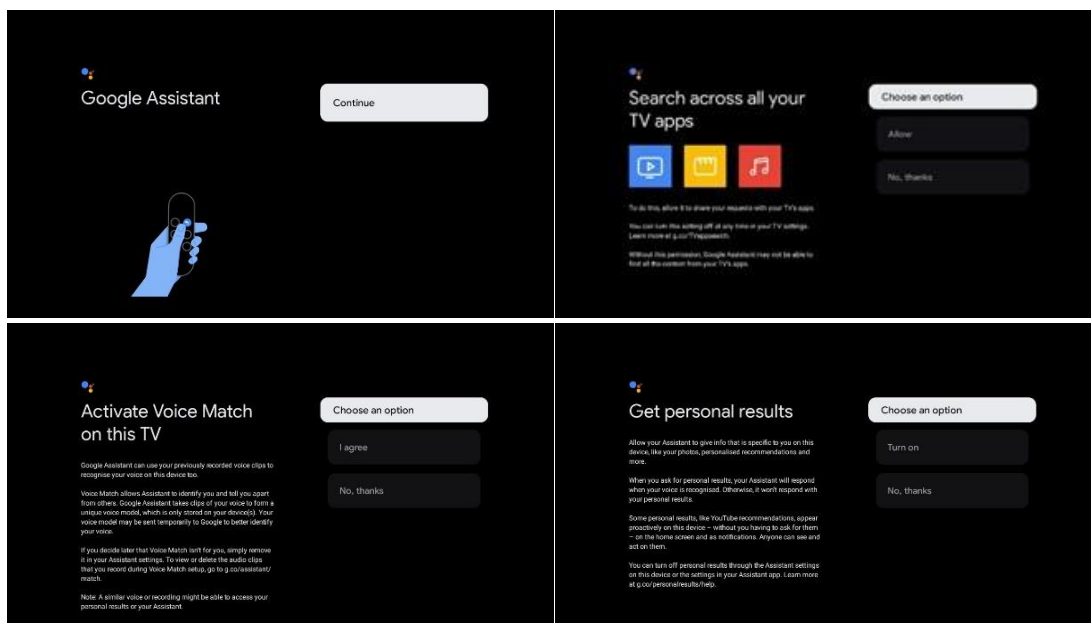 Google Assistant
Continue
Search across all your
TV apps
To do this, allow it to share your requests with your TV's apps.
You can turn this setting off at any time in your TV settings.
Learn more at g.co/TVappsearch.
Without this permission, Google Assistant may not be able to
find all the content from your TV's apps.
Choose an option
Allow
No, thanks
Activate Voice Match
on this TV
Google Assistant can use your previously recorded voice clips to
recognise your voice on this device too.
Voice Match allows Assistant to identify you and tell you apart
from others. Google Assistant takes clips of your voice to form a
unique voice model, which is only stored on your device(s). Your
voice model may be sent temporarily to Google to better identify
your voice.
If you decide later that Voice Match isn't for you, simply remove
it in your Assistant settings. To view or delete the audio clips
that you record during Voice Match setup, go to g.co/assistant/
match.
Note: A similar voice or recording might be able to access your
personal results or your Assistant.
Choose an option
I agree
No, thanks
Get personal results
Allow your Assistant to give info that is specific to you on this
device, like your photos, personalised recommendations and
more.
When you ask for personal results, your Assistant will respond
when your voice is recognised. Otherwise, it won't respond with
your personal results.
Some personal results, like YouTube recommendations, appear
proactively on this device – without you having to ask for them
– on the home screen and as notifications. Anyone can see and
act on them.
You can turn off personal results through the Assistant settings
on this device or the settings in your Assistant app. Learn more
at g.co/personalresults/help.
Choose an option
Turn on
No, thanks